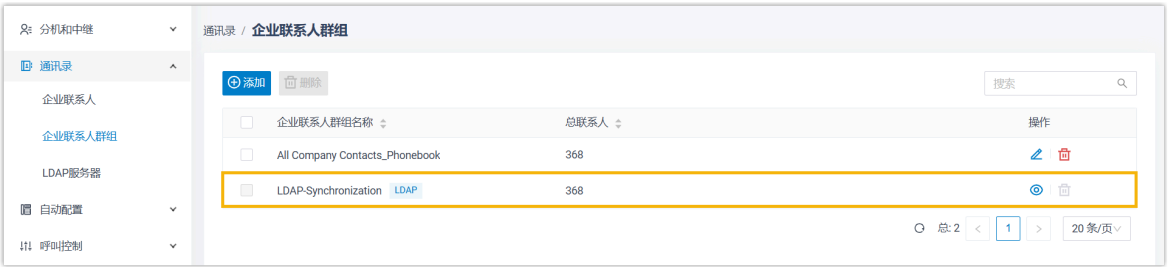 分机和中继
通讯录 / 企业联系人群组
通讯录
添加 删除 搜索
企业联系人
企业联系人群组名称 总联系人 操作
企业联系人群组
All Company Contacts_Phonebook 368
LDAP服务器
LDAP-Synchronization LDAP 368
自动配置
总: 2 < 1 > 20 条/页
呼叫控制